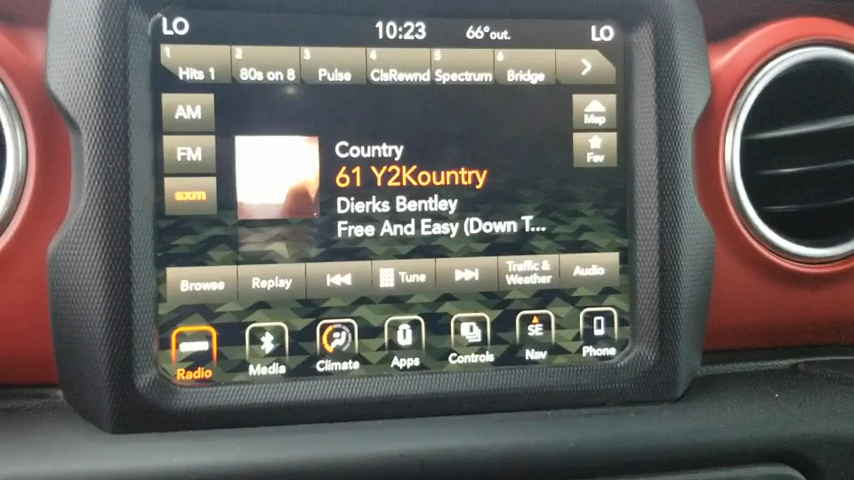 LO 10:23 66°out. LO
1 Hits 1 2 80s on 8 3 Pulse 4 ClsRewnd 5 Spectrum 6 Bridge
AM
Map
FM
Fav
sxm
Country
61 Y2Kountry
Dierks Bentley
Free And Easy (Down T...
Browse Replay Tune Traffic & Weather Audio
SE
Radio Media Climate Apps Controls Nav Phone